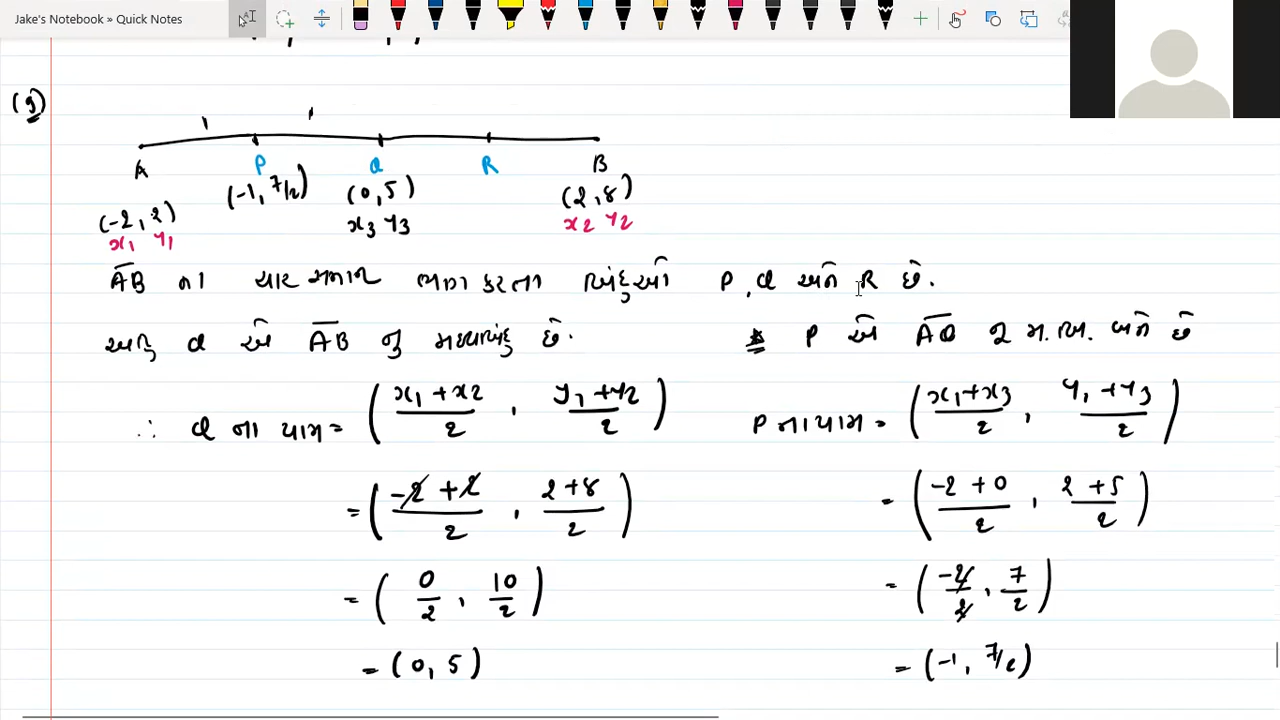 Jake's Notebook » Quick Notes
(9)
A P Q R B
(-2, 2) (-1, 7/2) (0, 5) (2, 8)
x1 y1 x3 y3 x2 y2
AB ના ચાર સમાન ભાગ કરતા બિંદુઓ P, Q અને R છે.
Q એ AB નું મધ્યબિંદુ છે.
∴ Q ના યામ = ( (x1 + x2)/2 , (y1 + y2)/2 )
= ( (-2 + 2)/2 , (2 + 8)/2 )
= ( 0/2 , 10/2 )
= (0, 5)
* P એ AQ નું મ.બિં. બને છે
P ના યામ = ( (x1 + x3)/2 , (y1 + y3)/2 )
= ( (-2 + 0)/2 , (2 + 5)/2 )
= ( -2/2 , 7/2 )
= (-1, 7/2)